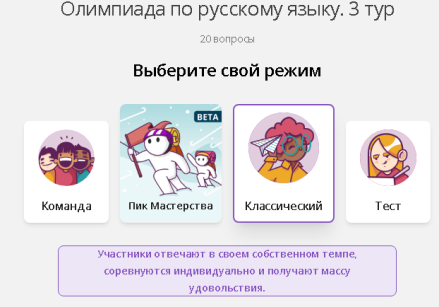 Олимпиада по русскому языку. 3 тур
20 вопросы
Выберите свой режим
BETA
Команда
Пик Мастерства
Классический
Тест
Участники отвечают в своем собственном темпе,
соревнуются индивидуально и получают массу
удовольствия.